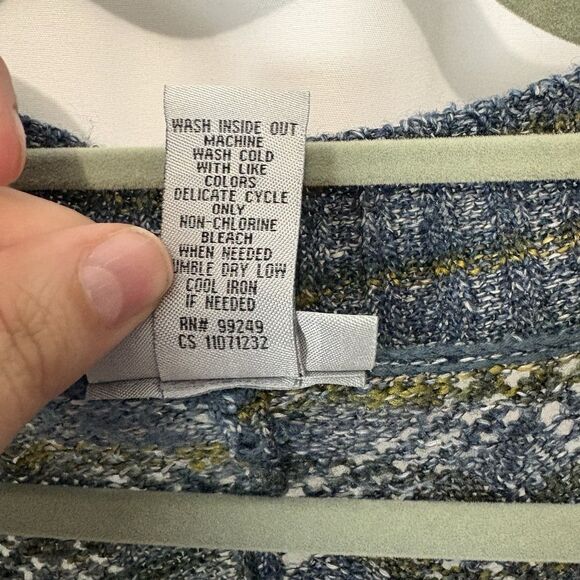 WASH INSIDE OUT
MACHINE
WASH COLD
WITH LIKE
COLORS
DELICATE CYCLE
ONLY
NON-CHLORINE
BLEACH
WHEN NEEDED
UMBLE DRY LOW
COOL IRON
IF NEEDED
RN# 99249
CS 11071232